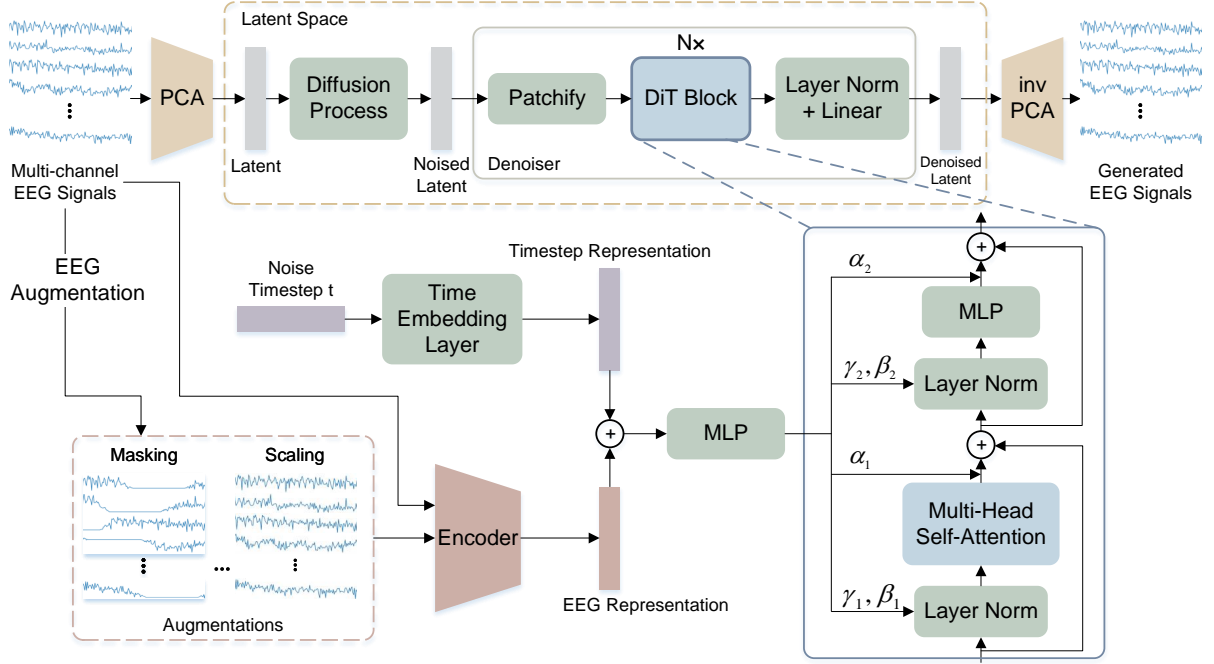 Latent Space
N×
PCA
Diffusion
Process
Patchify
DiT Block
Layer Norm
+ Linear
inv
PCA
Latent
Noised
Latent
Denoiser
Denoised
Latent
Multi-channel
EEG Signals
Generated
EEG Signals
EEG
Augmentation
Noise
Timestep t
Time
Embedding
Layer
Timestep Representation
+
MLP
Masking
Scaling
...
Augmentations
Encoder
EEG Representation
+
α₂
MLP
γ₂, β₂
Layer Norm
+
α₁
Multi-Head
Self-Attention
γ₁, β₁
Layer Norm